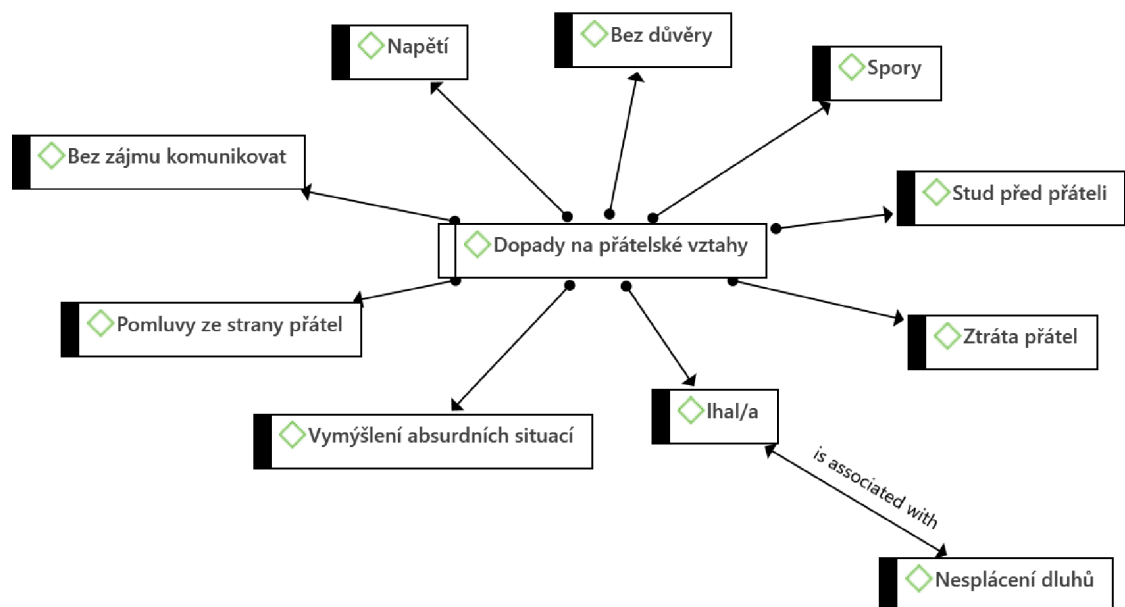 Bez důvěry
Napětí
Spory
Bez zájmu komunikovat
Stud před přáteli
Dopady na přátelské vztahy
Pomluvy ze strany přátel
Ztráta přátel
lhal/a
Vymýšlení absurdních situací
is associated with
Nesplácení dluhů